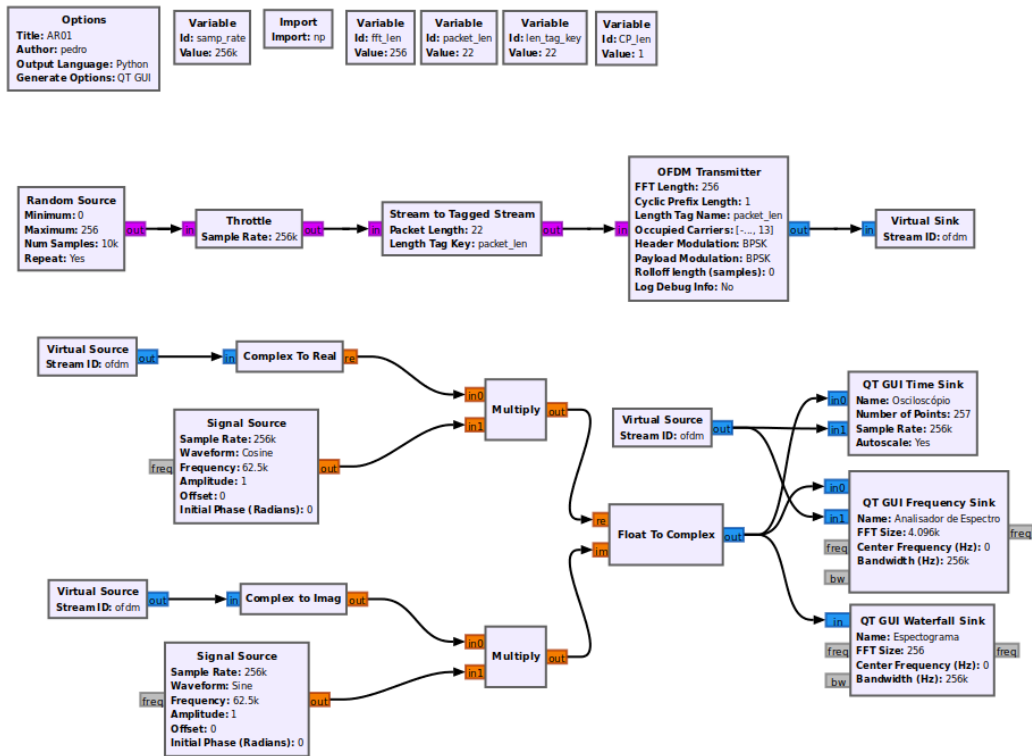 Options
Title: AR01
Author: pedro
Output Language: Python
Generate Options: QT GUI
Variable
Id: samp_rate
Value: 256k
Import
Import: np
Variable
Id: fft_len
Value: 256
Variable
Id: packet_len
Value: 22
Variable
Id: len_tag_key
Value: 22
Variable
Id: CP_len
Value: 1
Random Source
Minimum: 0
Maximum: 256
Num Samples: 10k
Repeat: Yes
out
in
Throttle
Sample Rate: 256k
out
in
Stream to Tagged Stream
Packet Length: 22
Length Tag Key: packet_len
out
in
OFDM Transmitter
FFT Length: 256
Cyclic Prefix Length: 1
Length Tag Name: packet_len
Occupied Carriers: [-..., 13]
Header Modulation: BPSK
Payload Modulation: BPSK
Rolloff length (samples): 0
Log Debug Info: No
out
in
Virtual Sink
Stream ID: ofdm
Virtual Source
Stream ID: ofdm
out
in
Complex To Real
re
in0
in1
Multiply
out
freq
Signal Source
Sample Rate: 256k
Waveform: Cosine
Frequency: 62.5k
Amplitude: 1
Offset: 0
Initial Phase (Radians): 0
out
Virtual Source
Stream ID: ofdm
out
in0
in1
QT GUI Time Sink
Name: Osciloscópio
Number of Points: 257
Sample Rate: 256k
Autoscale: Yes
re
im
Float To Complex
out
in0
in1
freq
bw
QT GUI Frequency Sink
Name: Analisador de Espectro
FFT Size: 4.096k
Center Frequency (Hz): 0
Bandwidth (Hz): 256k
freq
Virtual Source
Stream ID: ofdm
out
in
Complex to Imag
out
in0
in1
Multiply
out
freq
Signal Source
Sample Rate: 256k
Waveform: Sine
Frequency: 62.5k
Amplitude: 1
Offset: 0
Initial Phase (Radians): 0
out
in
freq
bw
QT GUI Waterfall Sink
Name: Espectograma
FFT Size: 256
Center Frequency (Hz): 0
Bandwidth (Hz): 256k
freq